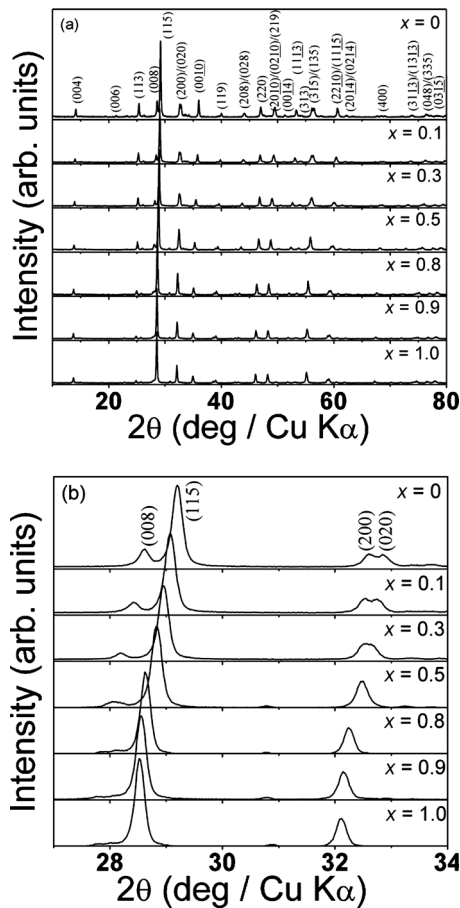 (a)
x = 0
(004)
(006)
(113)
(008)
(115)
(200)/(020)
(0010)
(119)
(208)/(028)
(220)
(2010)/(0210)/(219)
(0014)
(1113)
(313)
(315)/(135)
(2210)/(1115)
(2014)/(0214)
(400)
(3113)/(1313)
(048)/(335)
(0315)
x = 0.1
x = 0.3
x = 0.5
x = 0.8
x = 0.9
x = 1.0
Intensity (arb. units)
20 40 60 80
2θ (deg / Cu Kα)
(b)
x = 0
(008)
(115)
(200)
(020)
x = 0.1
x = 0.3
x = 0.5
x = 0.8
x = 0.9
x = 1.0
Intensity (arb. units)
28 30 32 34
2θ (deg / Cu Kα)